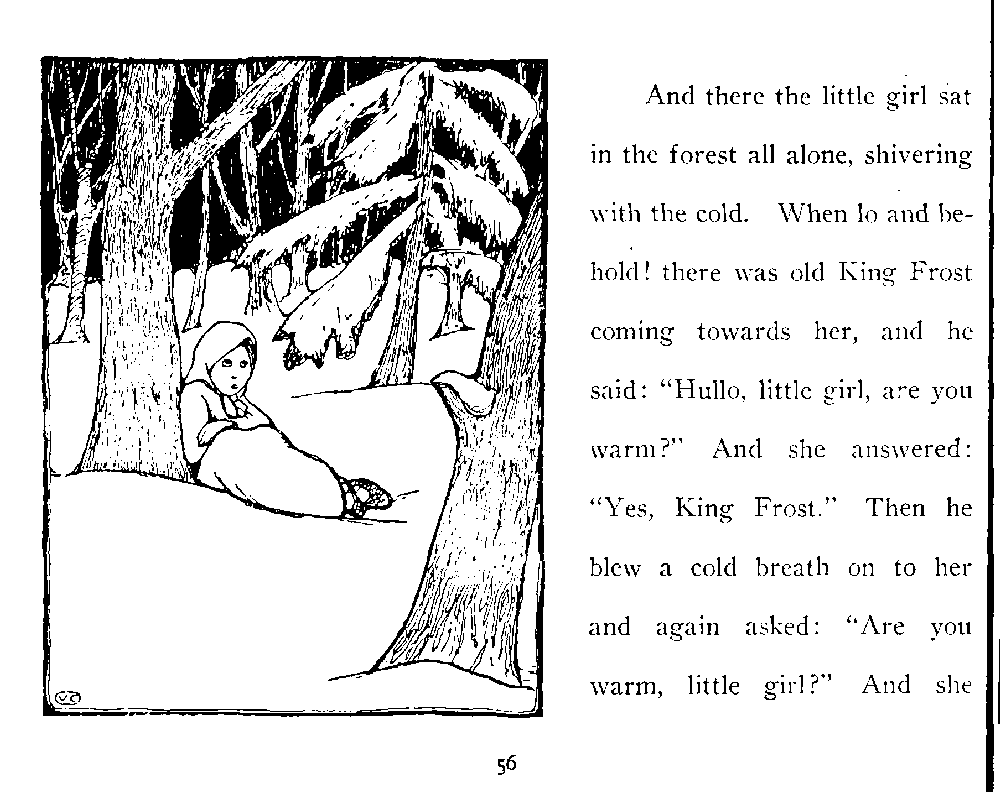 And there the little girl sat
in the forest all alone, shivering
with the cold. When lo and be-
hold! there was old King Frost
coming towards her, and he
said: “Hullo, little girl, are you
warm?” And she answered:
“Yes, King Frost.” Then he
blew a cold breath on to her
and again asked: “Are you
warm, little girl?” And she
VC
56